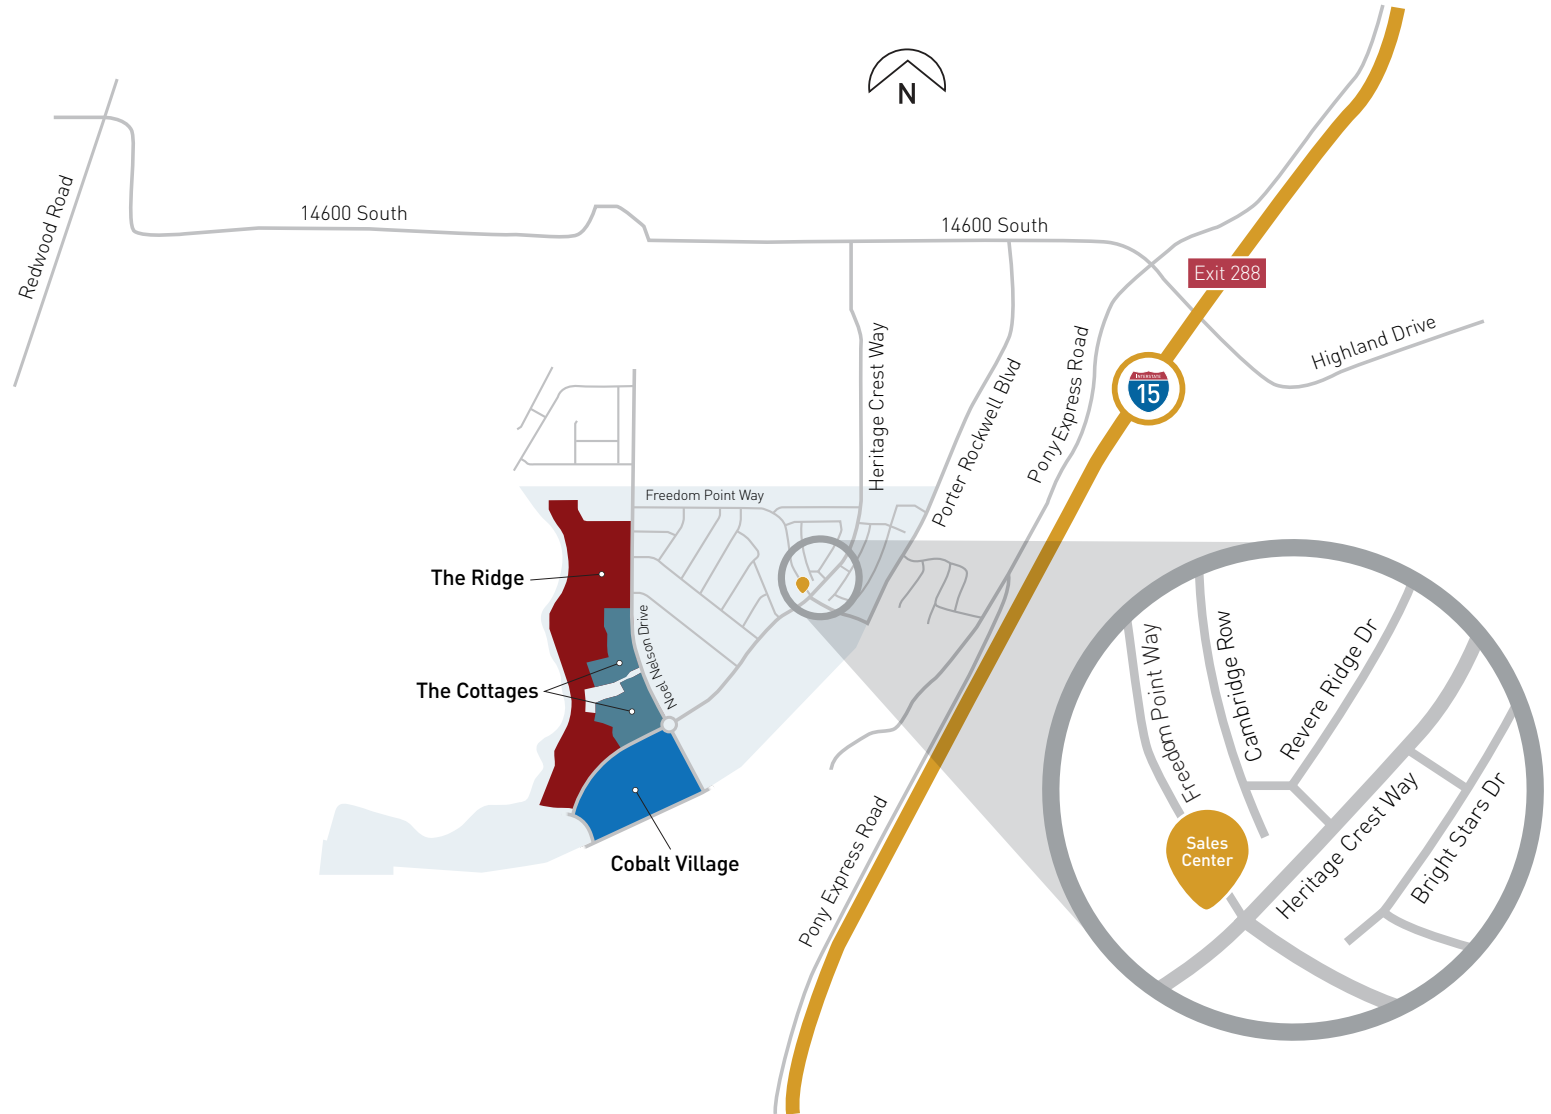 N
Redwood Road
14600 South
14600 South
Exit 288
Highland Drive
INTERSTATE
15
Heritage Crest Way
Porter Rockwell Blvd
Pony Express Road
Freedom Point Way
The Ridge
Noel Nelson Drive
The Cottages
Cobalt Village
Pony Express Road
Freedom Point Way
Cambridge Row
Revere Ridge Dr
Heritage Crest Way
Bright Stars Dr
Sales
Center